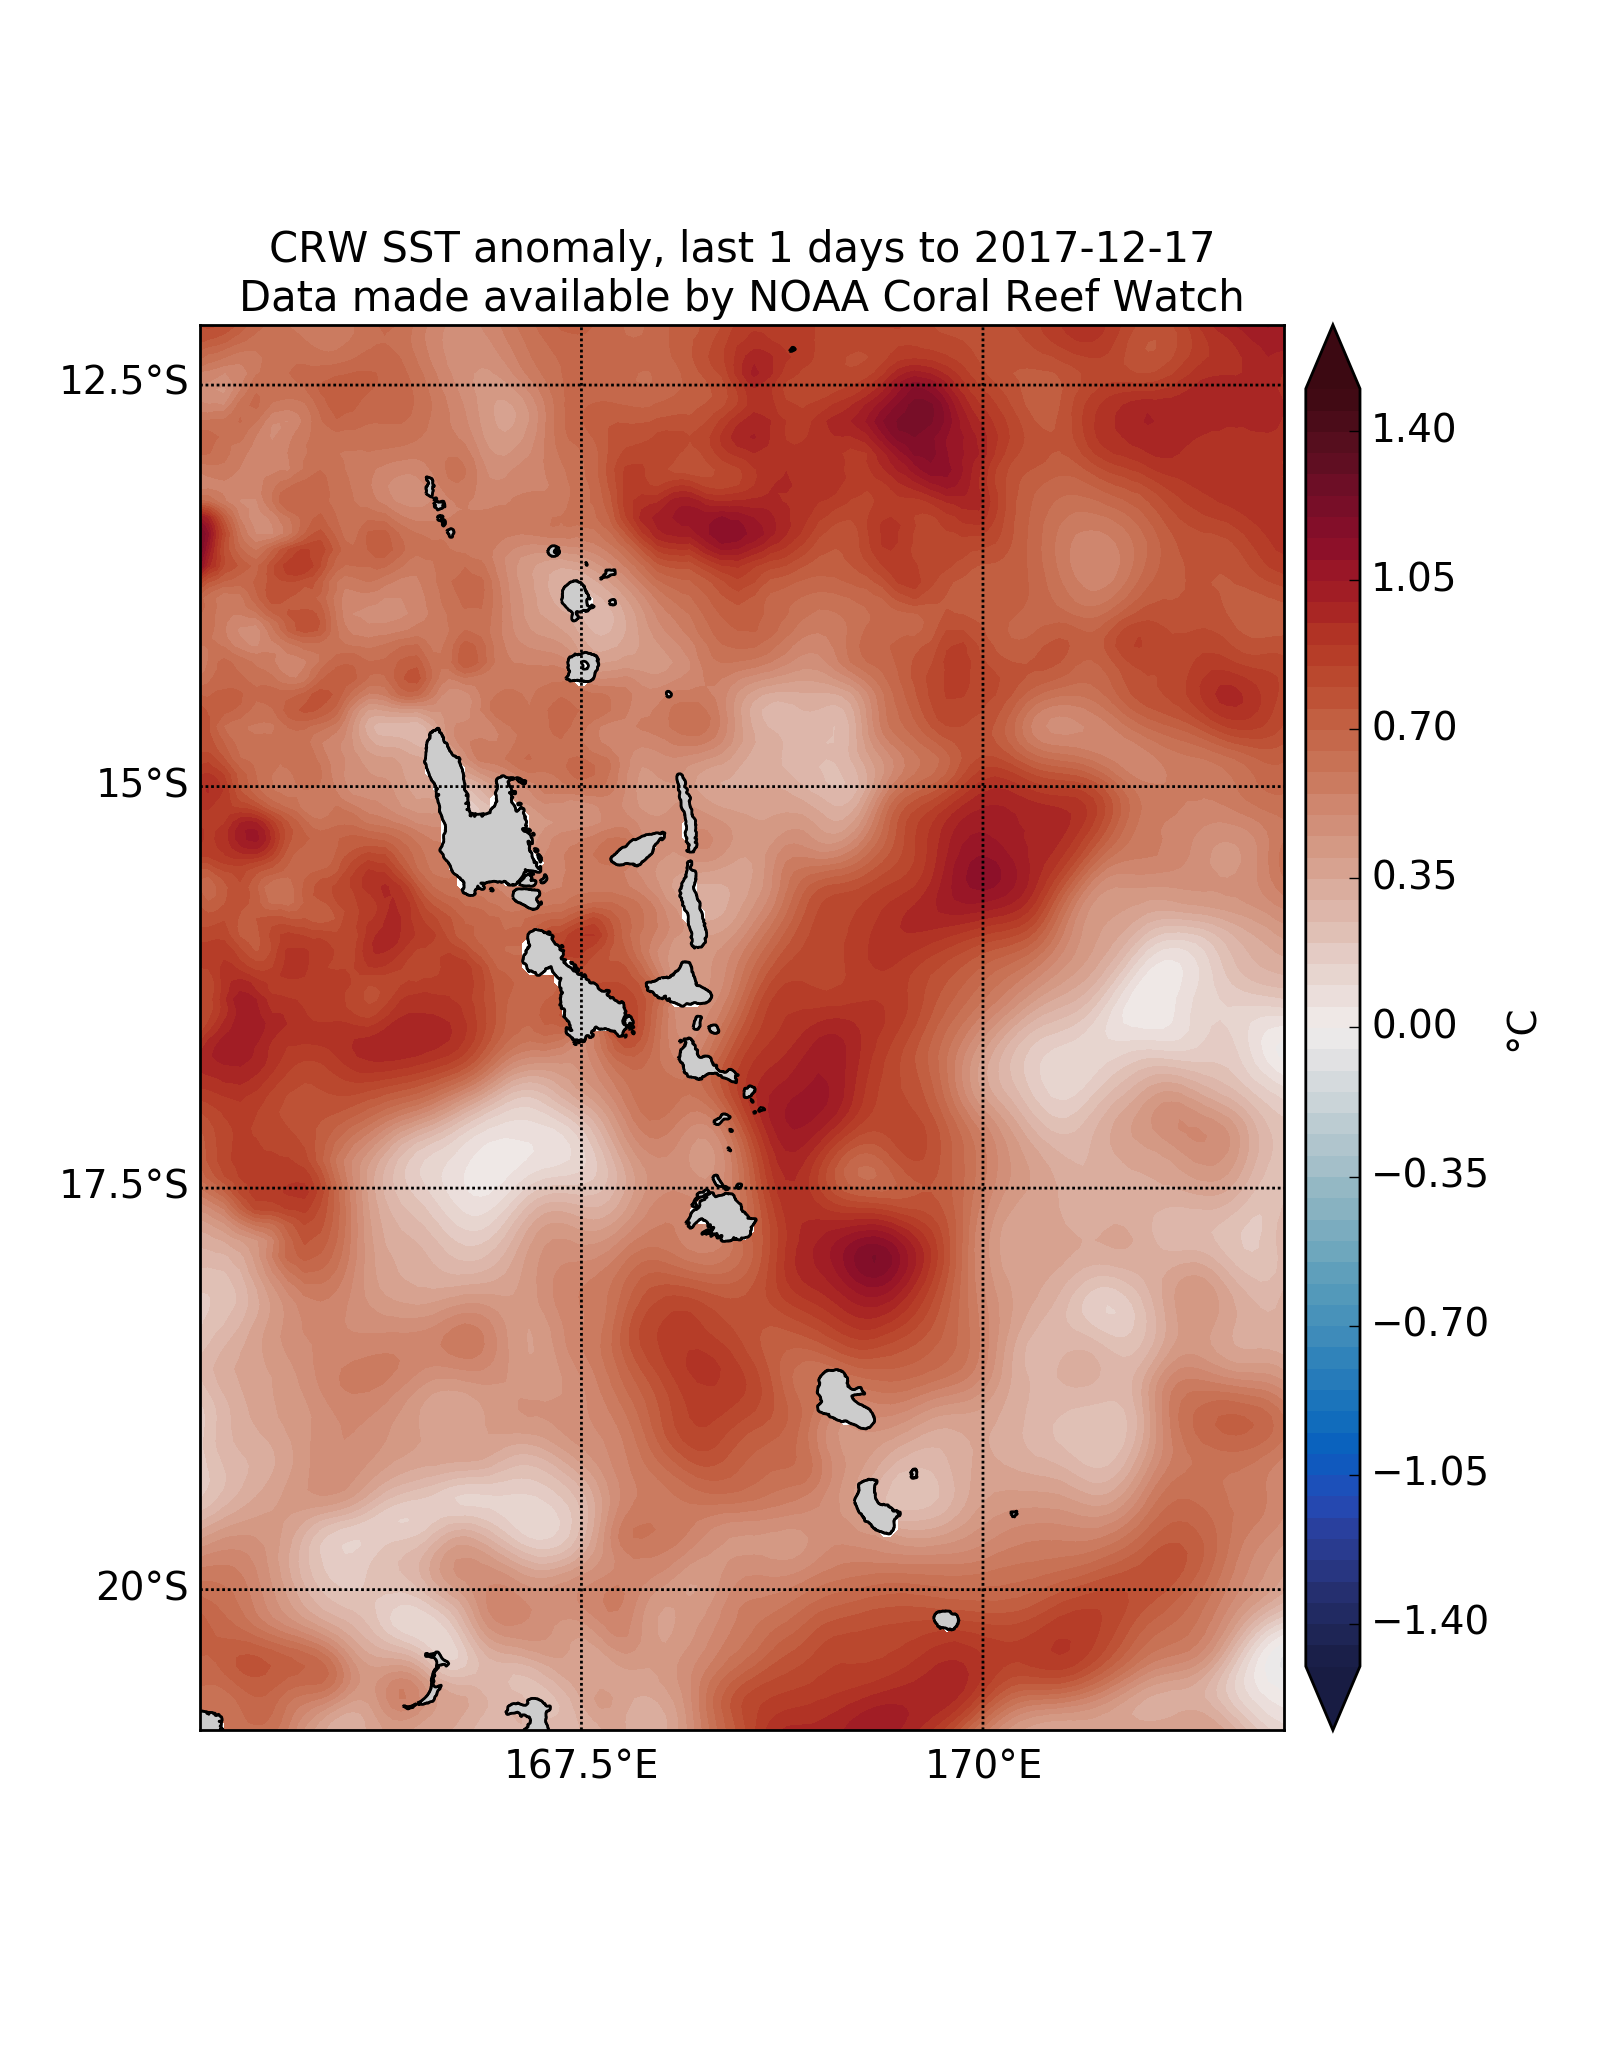 CRW SST anomaly, last 1 days to 2017-12-17
Data made available by NOAA Coral Reef Watch
12.5°S
15°S
17.5°S
20°S
167.5°E
170°E
1.40
1.05
0.70
0.35
0.00
−0.35
−0.70
−1.05
−1.40
°C